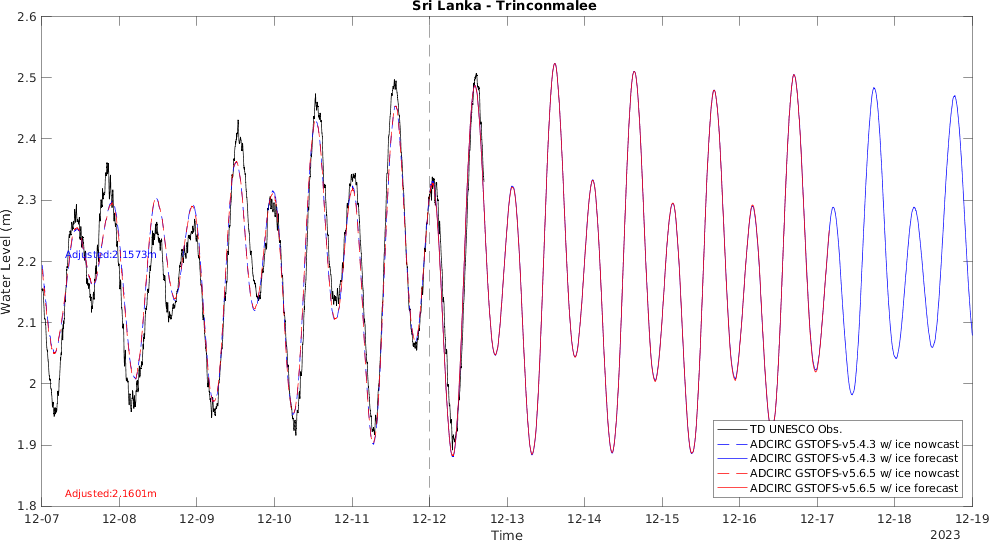 Sri Lanka - Trinconmalee
2.6
2.5
2.4
2.3
2.2
2.1
2
1.9
1.8
Water Level (m)
Adjusted:2.1573m
Adjusted:2.1601m
TD UNESCO Obs.
ADCIRC GSTOFS-v5.4.3 w/ ice nowcast
ADCIRC GSTOFS-v5.4.3 w/ ice forecast
ADCIRC GSTOFS-v5.6.5 w/ ice nowcast
ADCIRC GSTOFS-v5.6.5 w/ ice forecast
12-07 12-08 12-09 12-10 12-11 12-12 12-13 12-14 12-15 12-16 12-17 12-18 12-19
Time
2023